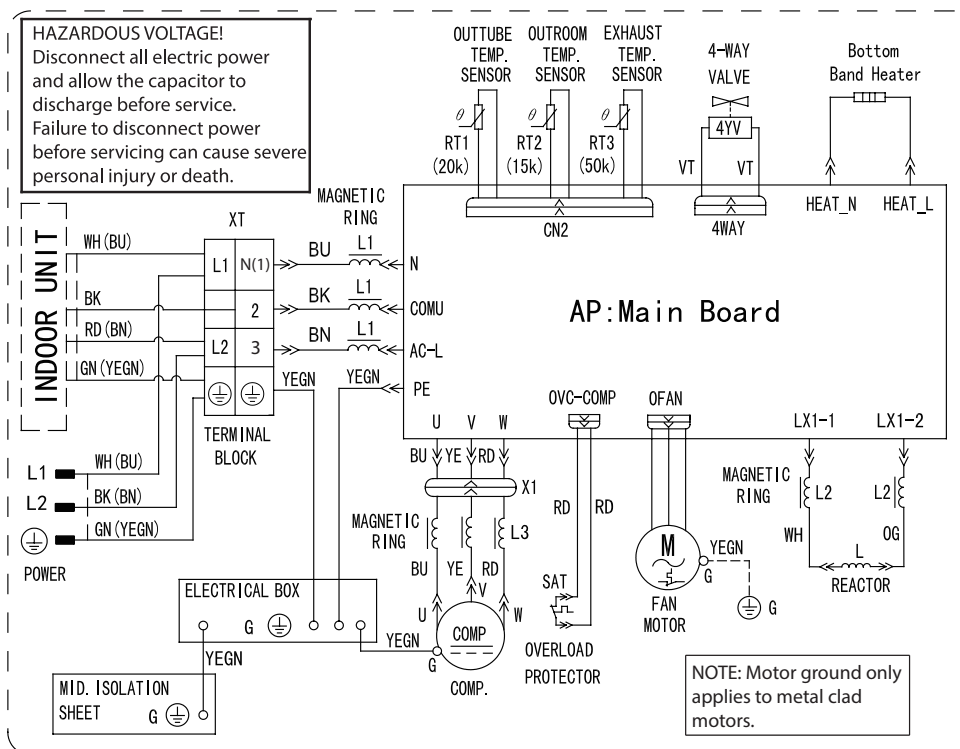 HAZARDOUS VOLTAGE!
Disconnect all electric power
and allow the capacitor to
discharge before service.
Failure to disconnect power
before servicing can cause severe
personal injury or death.
OUTTUBE
TEMP.
SENSOR
OUTROOM
TEMP.
SENSOR
EXHAUST
TEMP.
SENSOR
4-WAY
VALVE
Bottom
Band Heater
θ
RT1
(20k)
θ
RT2
(15k)
θ
RT3
(50k)
4YV
VT
VT
CN2
4WAY
HEAT_N
HEAT_L
MAGNETIC
RING
INDOOR UNIT
WH(BU)
BK
RD(BN)
GN(YEGN)
XT
L1
N(1)
2
L2
3
TERMINAL
BLOCK
BU
L1
N
BK
L1
COMU
BN
L1
AC-L
YEGN
YEGN
PE
AP:Main Board
U
V
W
OVC-COMP
OFAN
LX1-1
LX1-2
L1
WH(BU)
L2
BK(BN)
GN(YEGN)
POWER
BU
YE
RD
X1
MAGNETIC
RING
L3
BU
YE
RD
U
V
W
COMP
G
COMP.
YEGN
RD
RD
SAT
OVERLOAD
PROTECTOR
M
YEGN
G
G
FAN
MOTOR
MAGNETIC
RING
L2
L2
WH
OG
L
REACTOR
ELECTRICAL BOX
G
YEGN
MID. ISOLATION
SHEET
G
NOTE: Motor ground only
applies to metal clad
motors.